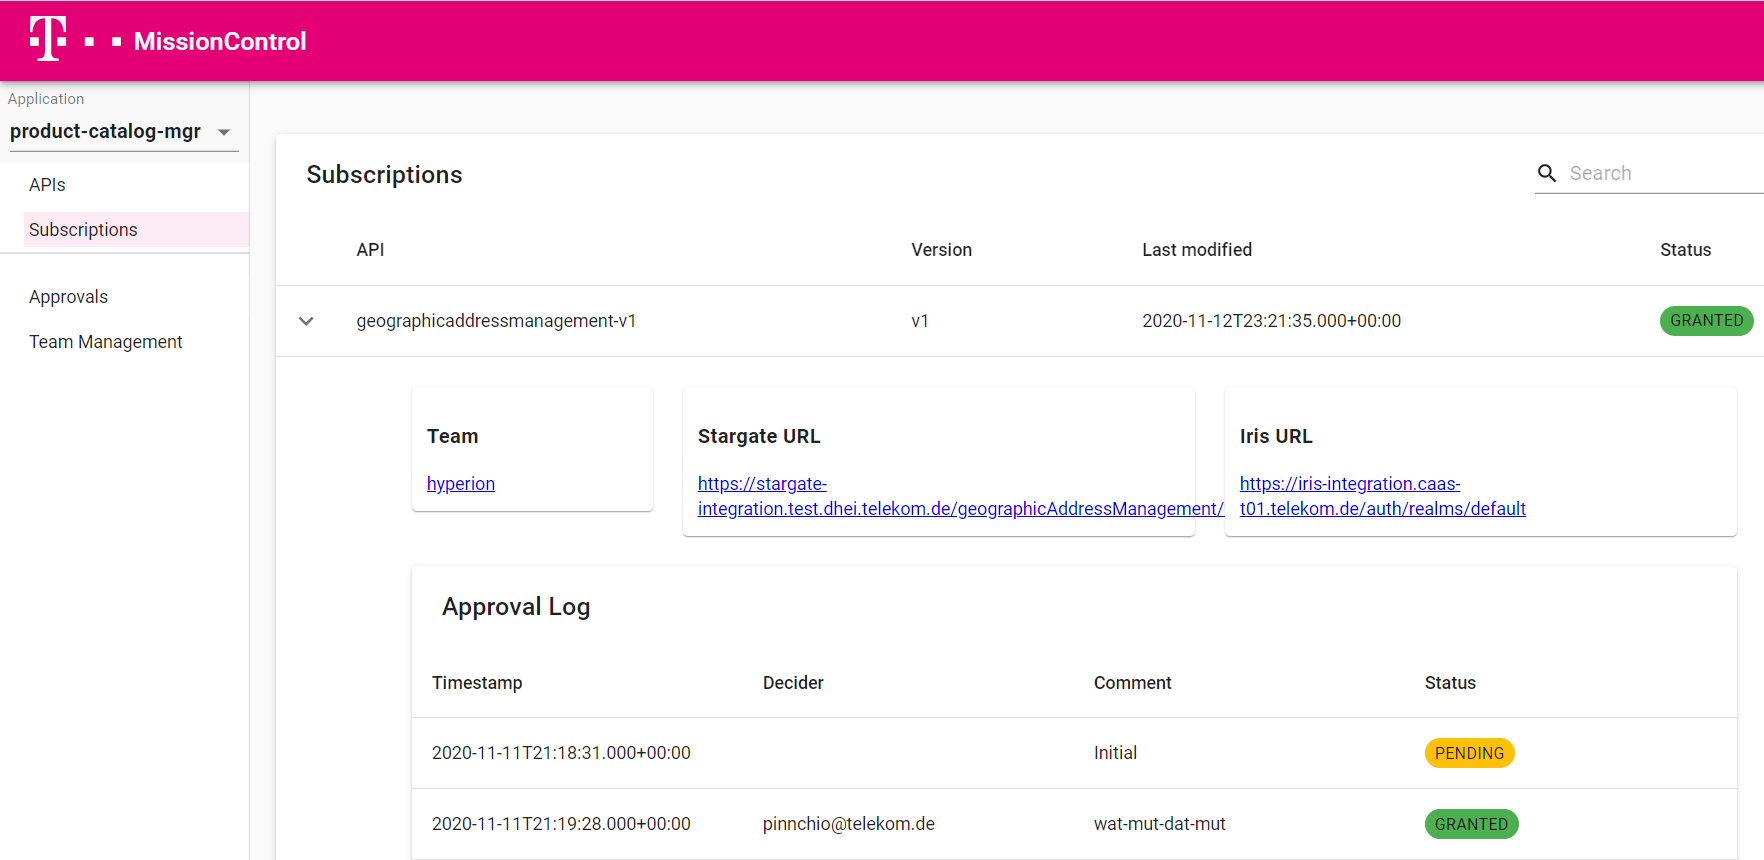 T MissionControl
Application
product-catalog-mgr
APIs
Subscriptions
Approvals
Team Management
Subscriptions
Search
API Version Last modified Status
geographicaddressmanagement-v1 v1 2020-11-12T23:21:35.000+00:00 GRANTED
Team
hyperion
Stargate URL
https://stargate-
integration.test.dhei.telekom.de/geographicAddressManagement/
Iris URL
https://iris-integration.caas-
t01.telekom.de/auth/realms/default
Approval Log
Timestamp Decider Comment Status
2020-11-11T21:18:31.000+00:00 Initial PENDING
2020-11-11T21:19:28.000+00:00 pinnchio@telekom.de wat-mut-dat-mut GRANTED